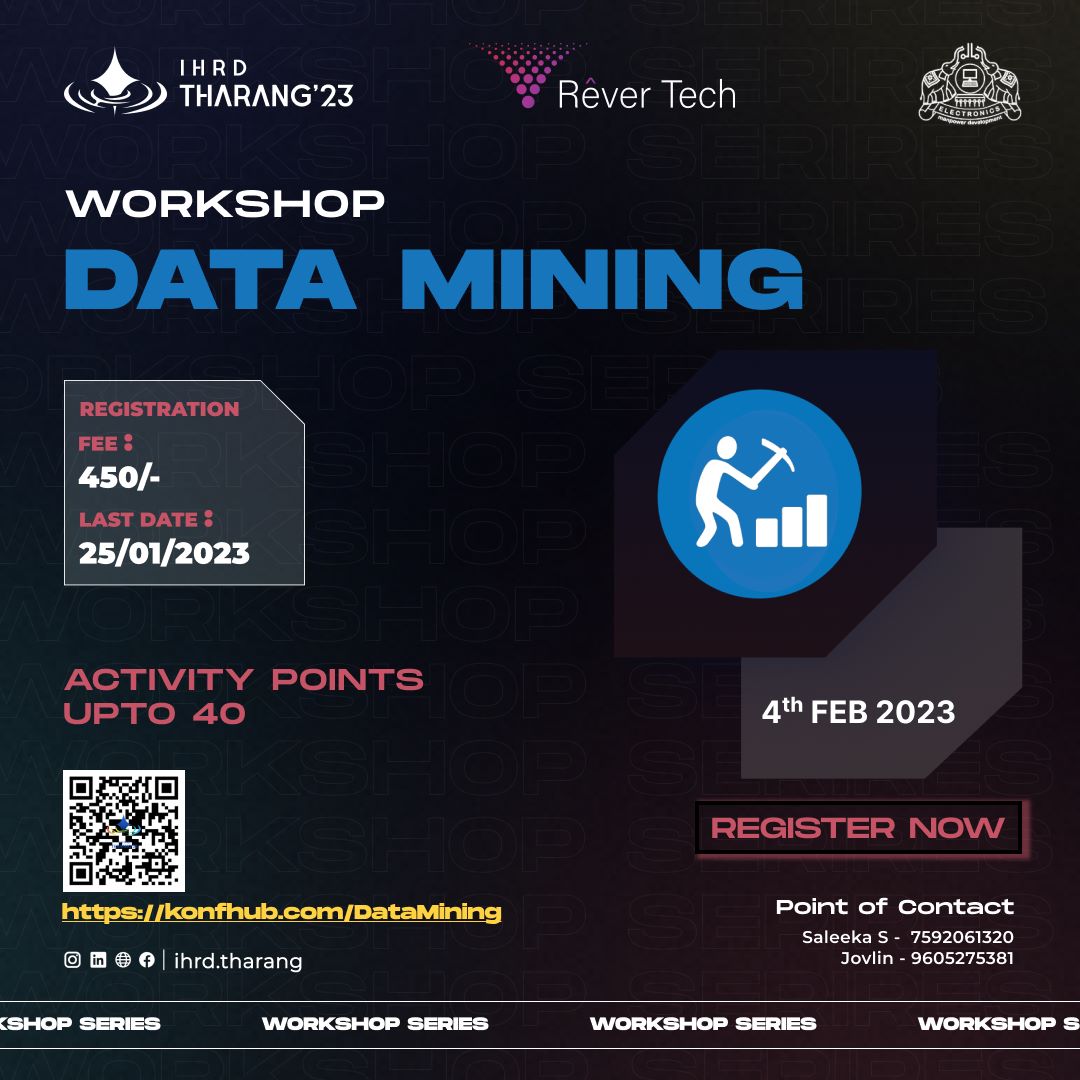 IHRD
THARANG'23
Rêver Tech
ELECTRONICS
manpower development
WORKSHOP
DATA MINING
REGISTRATION
FEE :
450/-
LAST DATE :
25/01/2023
ACTIVITY POINTS
UPTO 40
4th FEB 2023
REGISTER NOW
https://konfhub.com/DataMining
ihrd.tharang
Point of Contact
Saleeka S - 7592061320
Jovlin - 9605275381
KSHOP SERIES WORKSHOP SERIES WORKSHOP SERIES WORKSHOP S